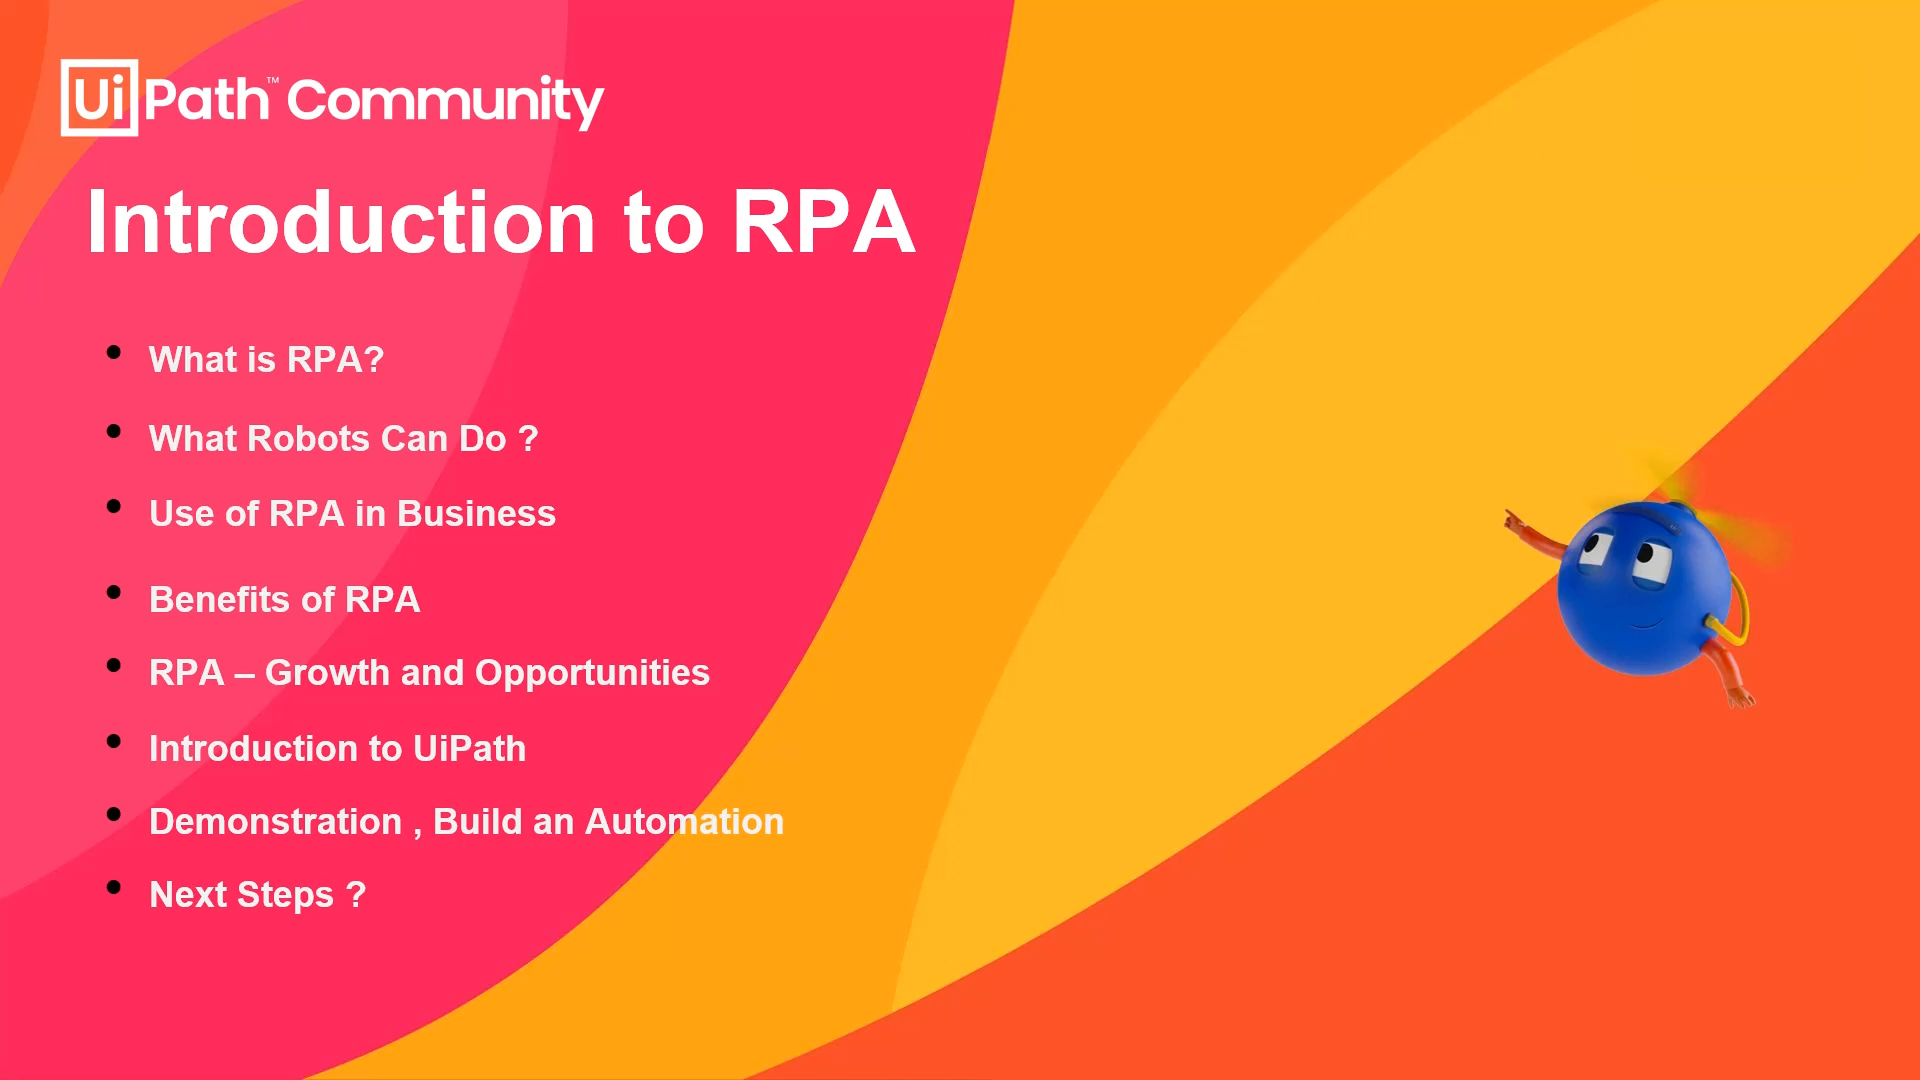 UiPath™ Community
Introduction to RPA
• What is RPA?
• What Robots Can Do ?
• Use of RPA in Business
• Benefits of RPA
• RPA – Growth and Opportunities
• Introduction to UiPath
• Demonstration , Build an Automation
• Next Steps ?